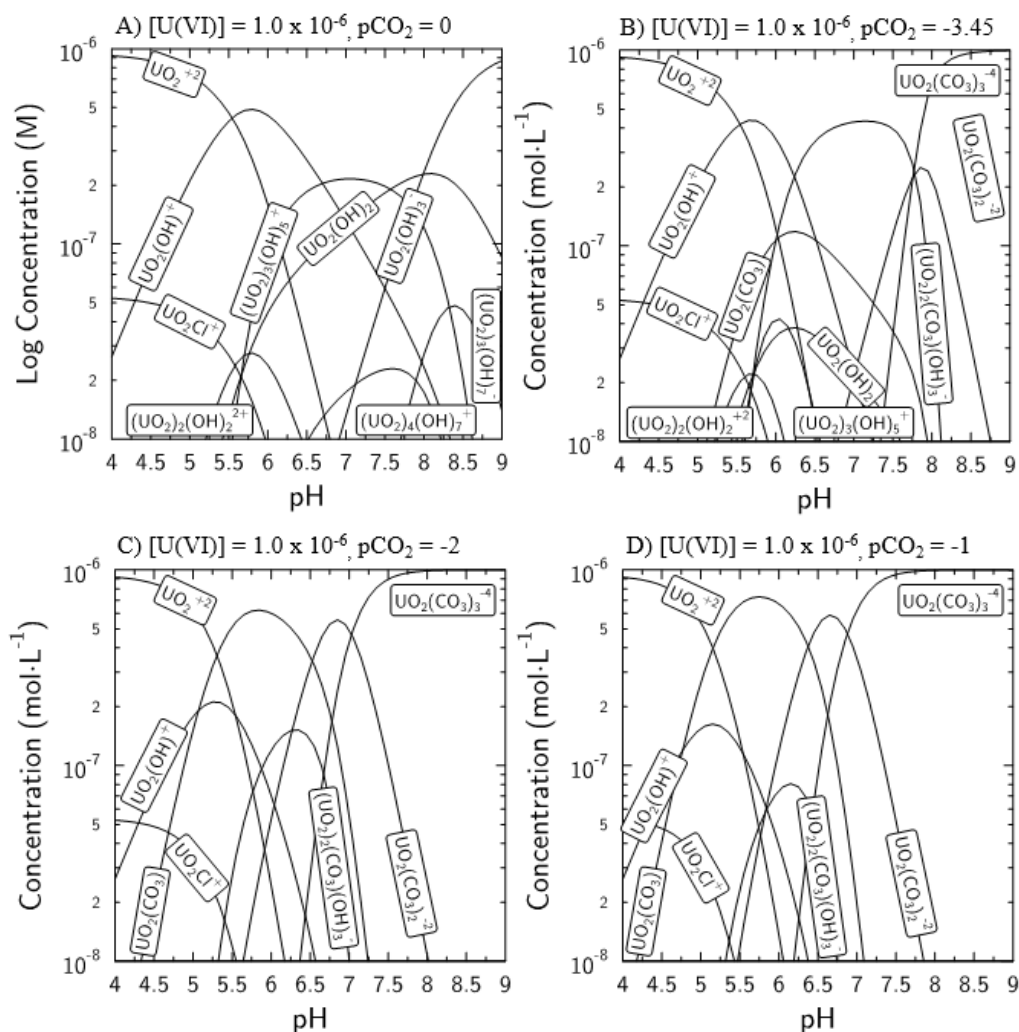 A) [U(VI)] = 1.0 x 10⁻⁶, pCO₂ = 0
Log Concentration (M)
10⁻⁶
5
2
10⁻⁷
5
2
10⁻⁸
UO₂⁺²
UO₂(OH)⁺
UO₂Cl⁺
(UO₂)₃(OH)₅⁺
UO₂(OH)₂
UO₂(OH)₃⁻
(UO₂)₃(OH)₇⁻
(UO₂)₂(OH)₂²⁺
(UO₂)₄(OH)₇⁺
4 4.5 5 5.5 6 6.5 7 7.5 8 8.5 9
pH
B) [U(VI)] = 1.0 x 10⁻⁶, pCO₂ = -3.45
Concentration (mol·L⁻¹)
10⁻⁶
5
2
10⁻⁷
5
2
10⁻⁸
UO₂⁺²
UO₂(CO₃)₃⁻⁴
UO₂(CO₃)₂⁻²
UO₂(OH)⁺
UO₂(CO₃)
UO₂Cl⁺
UO₂(OH)₂
(UO₂)₂(CO₃)(OH)₃⁻
(UO₂)₂(OH)₂⁺²
(UO₂)₃(OH)₅⁺
4 4.5 5 5.5 6 6.5 7 7.5 8 8.5 9
pH
C) [U(VI)] = 1.0 x 10⁻⁶, pCO₂ = -2
Concentration (mol·L⁻¹)
10⁻⁶
5
2
10⁻⁷
5
2
10⁻⁸
UO₂⁺²
UO₂(CO₃)₃⁻⁴
UO₂(OH)⁺
UO₂Cl⁺
UO₂(CO₃)
(UO₂)₂(CO₃)(OH)₃⁻
UO₂(CO₃)₂⁻²
4 4.5 5 5.5 6 6.5 7 7.5 8 8.5 9
pH
D) [U(VI)] = 1.0 x 10⁻⁶, pCO₂ = -1
Concentration (mol·L⁻¹)
10⁻⁶
5
2
10⁻⁷
5
2
10⁻⁸
UO₂⁺²
UO₂(CO₃)₃⁻⁴
UO₂(OH)⁺
UO₂Cl⁺
UO₂(CO₃)
(UO₂)₂(CO₃)(OH)₃⁻
UO₂(CO₃)₂⁻²
4 4.5 5 5.5 6 6.5 7 7.5 8 8.5 9
pH